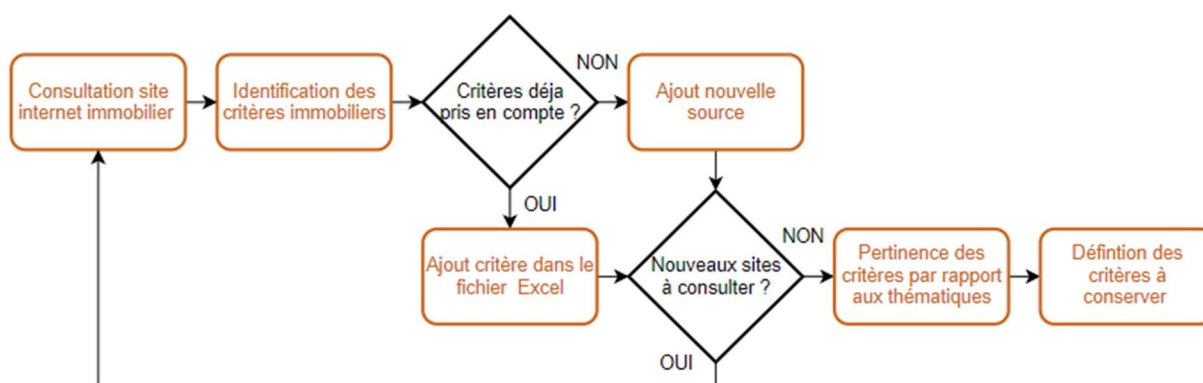 Consultation site
internet immobilier
Identification des
critères immobiliers
Critères déja
pris en compte ?
NON
Ajout nouvelle
source
OUI
Ajout critère dans le
fichier Excel
Nouveaux sites
à consulter ?
NON
Pertinence des
critères par rapport
aux thématiques
Défintion des
critères à
conserver
OUI